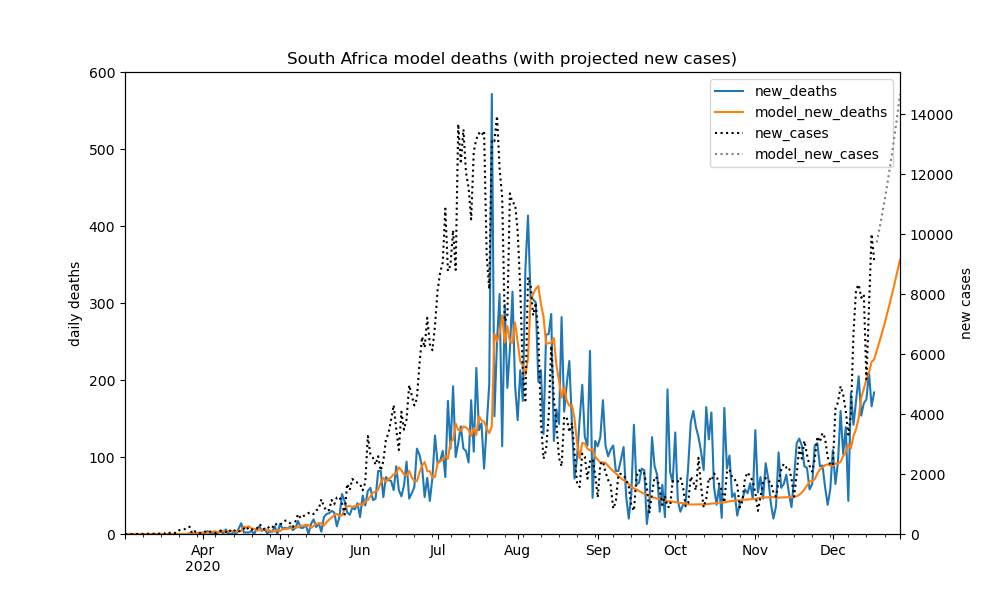 South Africa model deaths (with projected new cases)
600
500
400
300
200
100
0
daily deaths
new_deaths
model_new_deaths
new_cases
model_new_cases
14000
12000
10000
8000
6000
4000
2000
0
new cases
Apr May Jun Jul Aug Sep Oct Nov Dec
2020